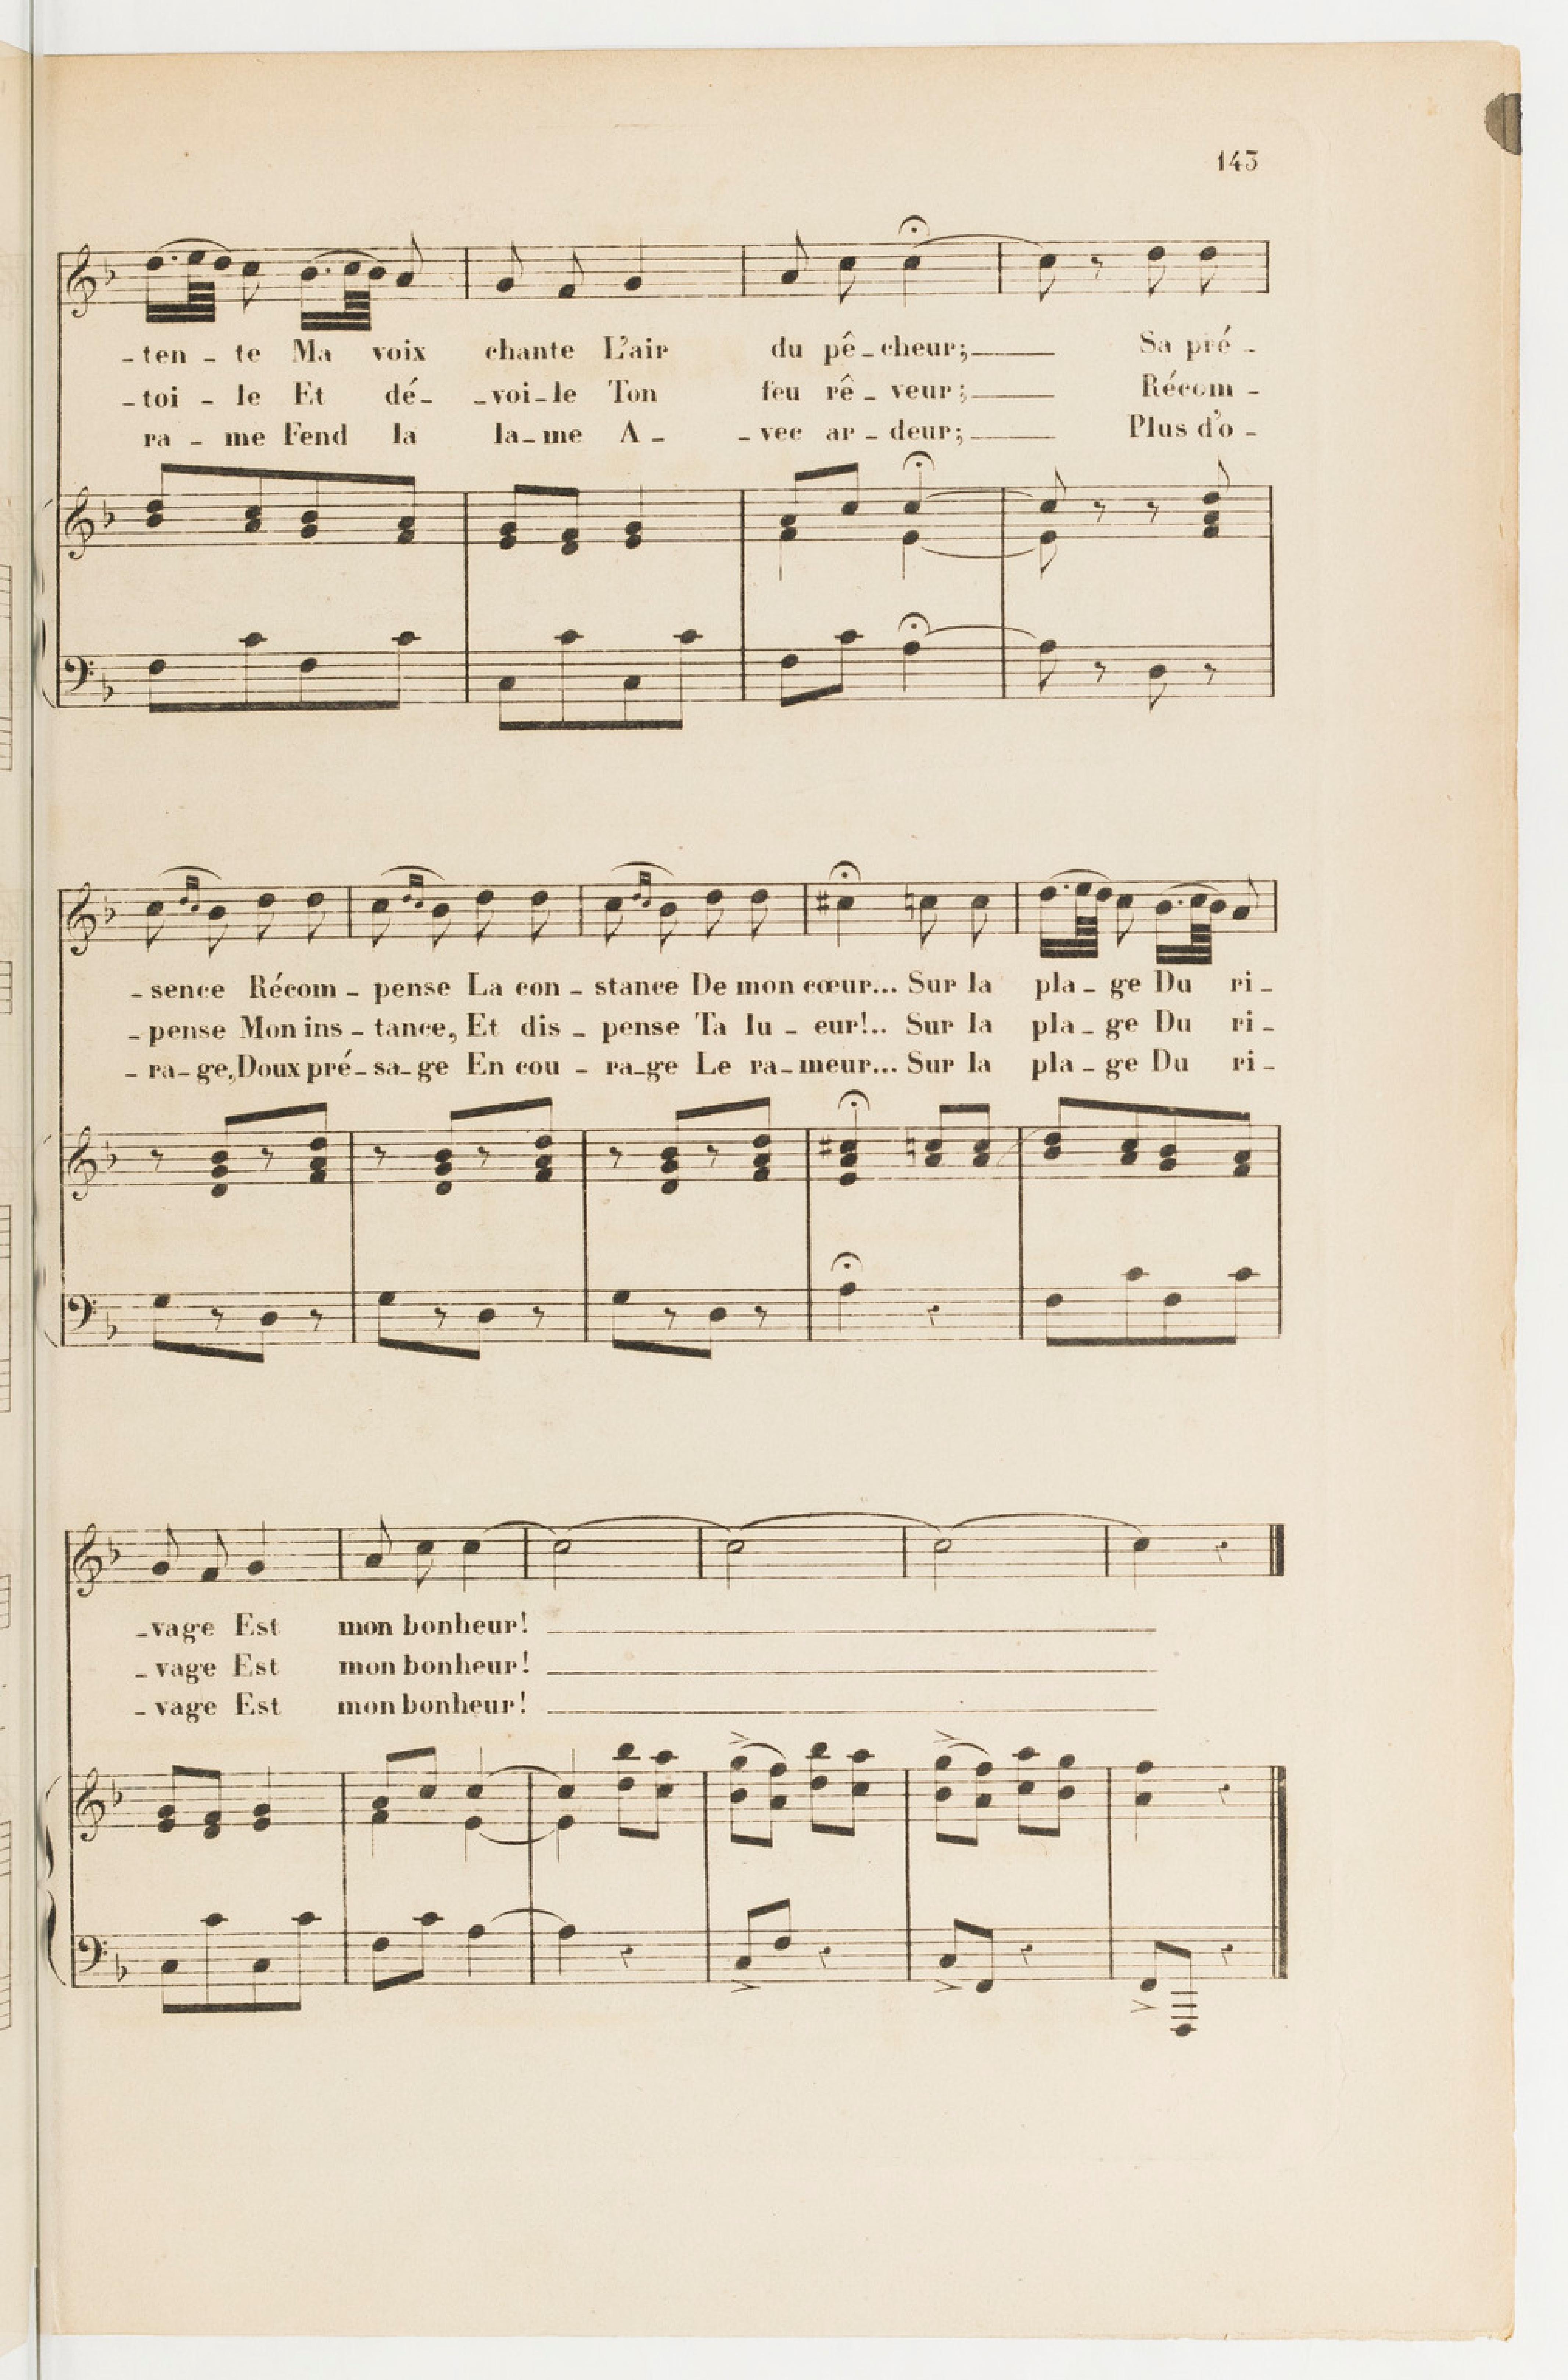 143
-ten - te Ma voix chante L'air du pê-cheur; Sa pré-
-toi - le Et dé- -voi-le Ton feu rê-veur; Récom-
ra - me Fend la la-me A- -vec ar-deur; Plus d'o-
-sence Récom-pense La con-stance De mon cœur... Sur la pla-ge Du ri-
-pense Mon ins-tance, Et dis-pense Ta lu-eur!.. Sur la pla-ge Du ri-
-ra-ge, Doux pré-sa-ge En cou-ra-ge Le ra-meur... Sur la pla-ge Du ri-
-vage Est mon bonheur!
-vage Est mon bonheur!
-vage Est mon bonheur!